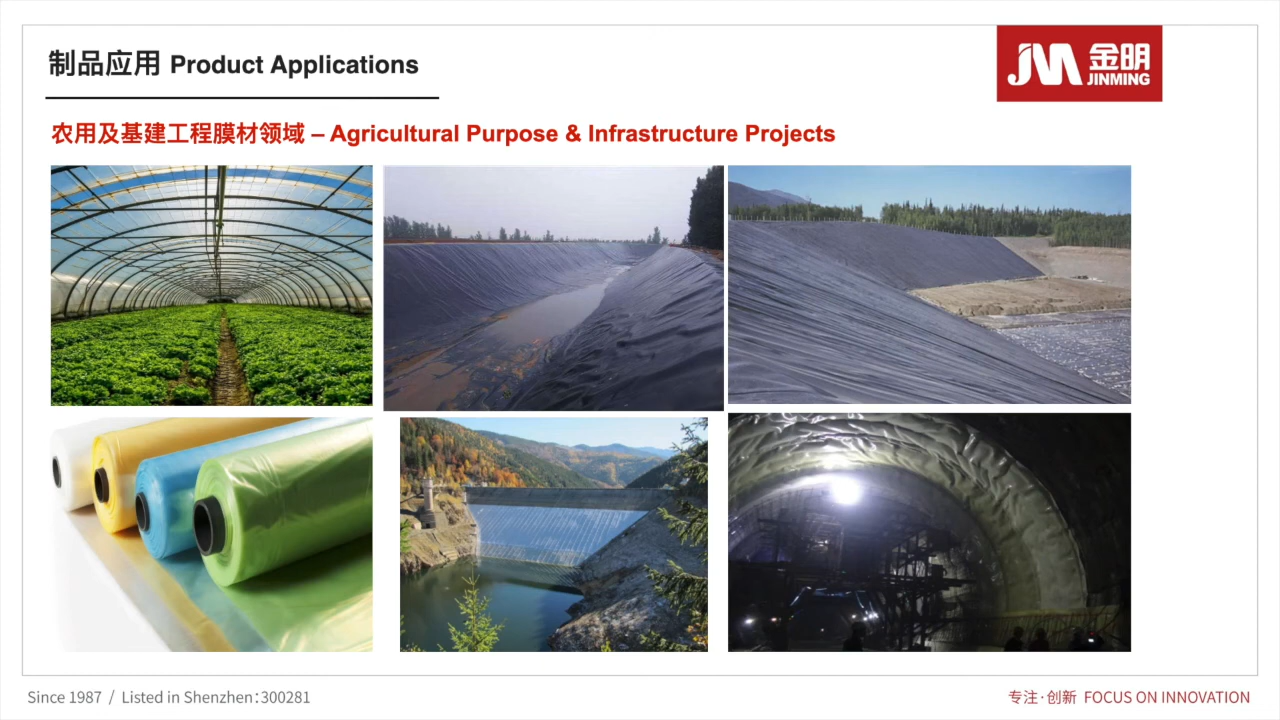 制品应用 Product Applications
JM 金明
JINMING
农用及基建工程膜材领域 – Agricultural Purpose & Infrastructure Projects
Since 1987 / Listed in Shenzhen：300281
专注·创新 FOCUS ON INNOVATION